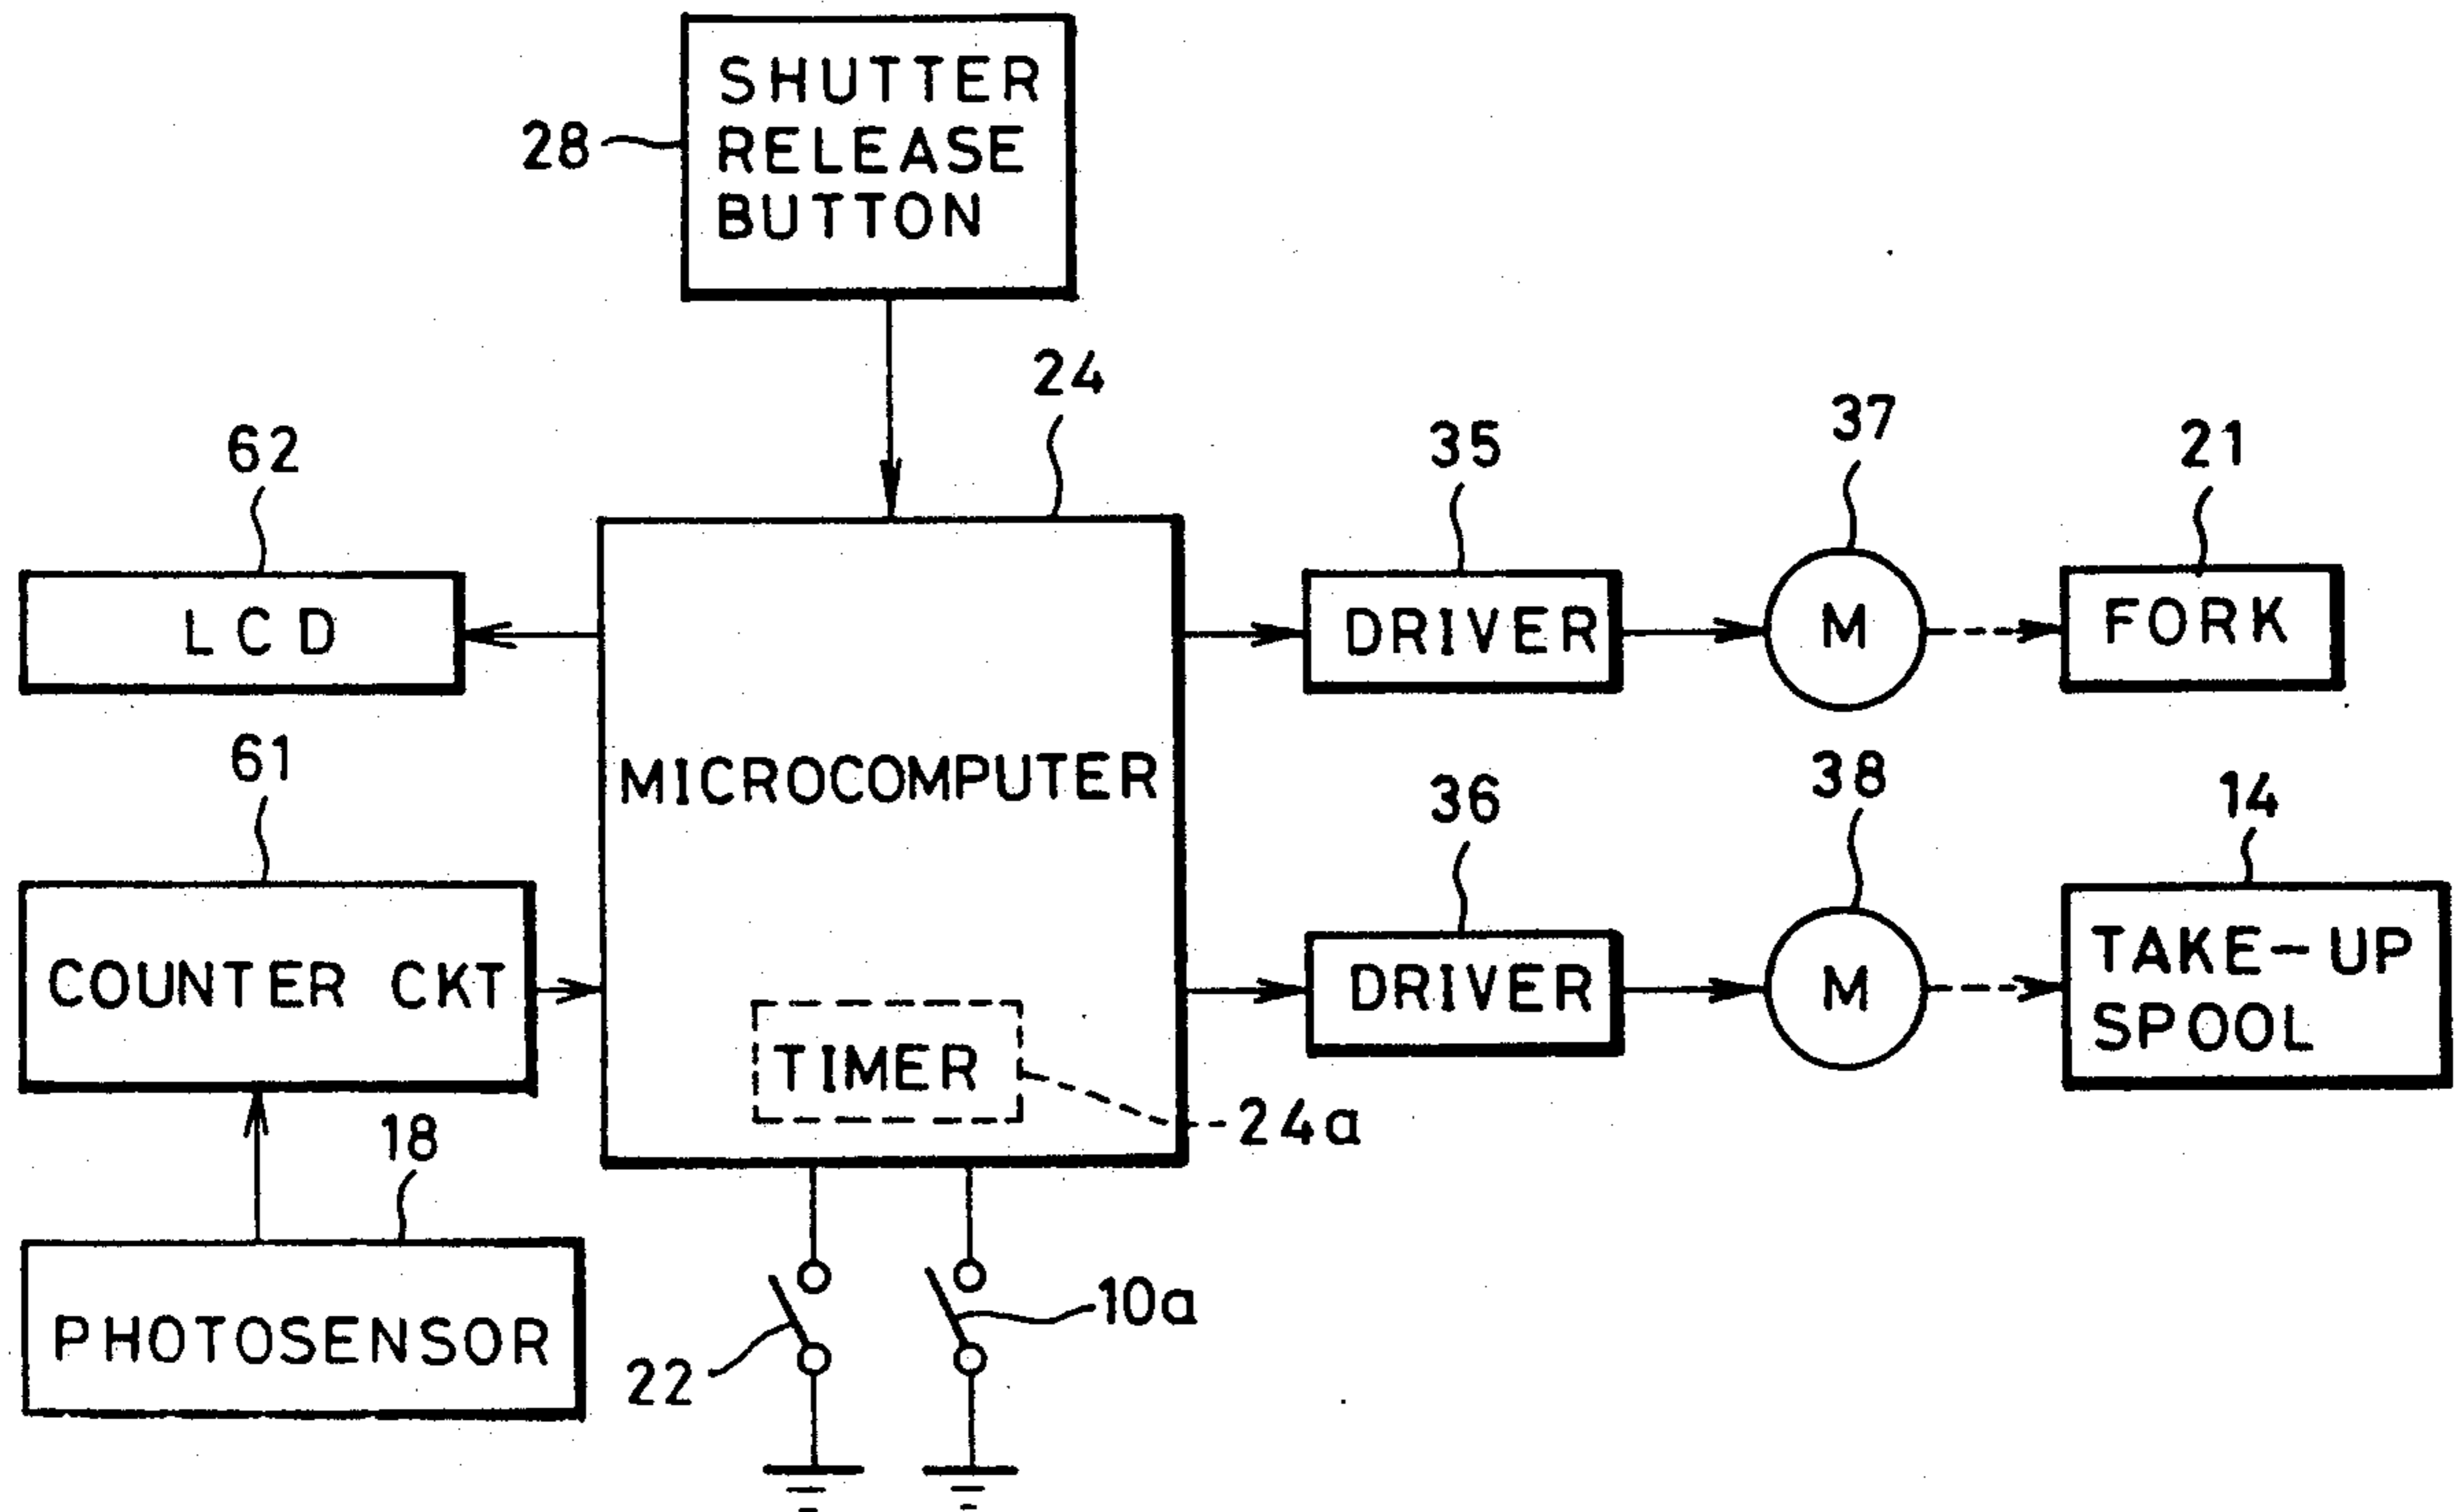 SHUTTER
RELEASE
BUTTON
28
24
62
35
37
21
LCD
DRIVER
M
FORK
61
MICROCOMPUTER
36
38
14
COUNTER CKT
DRIVER
M
TAKE-UP
SPOOL
TIMER
24a
18
PHOTOSENSOR
22
10a